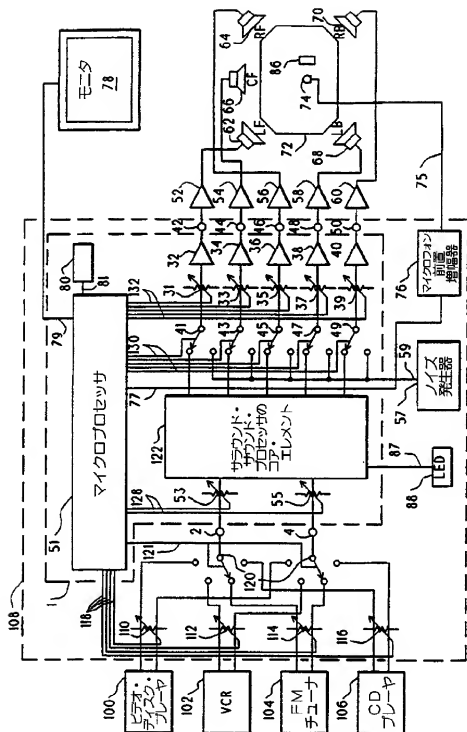 108
100
ビデオ・
ディスク・
プレーヤ
102
VCR
104
FM
チューナ
106
CD
プレーヤ
110
112
114
116
118
1
51
マイクロプロセッサ
79
80
81
121
128
2
4
120
53
55
122
サラウンド・
サウンド・
プロセッサの
コア・
エレメント
77
130
132
41
43
45
47
49
31
33
35
37
39
32
34
36
38
40
42
44
46
48
50
52
54
56
58
60
62
LF
64
RF
66
CF
68
LB
70
RB
72
74
86
75
76
マイクロフォン
前置
増幅器
モニタ
78
57
59
ノイズ
発生器
87
88
LED